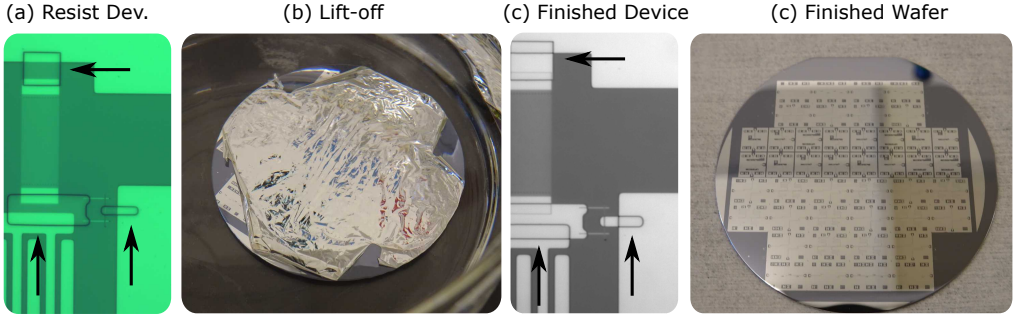 (a) Resist Dev.
(b) Lift-off
(c) Finished Device
(c) Finished Wafer